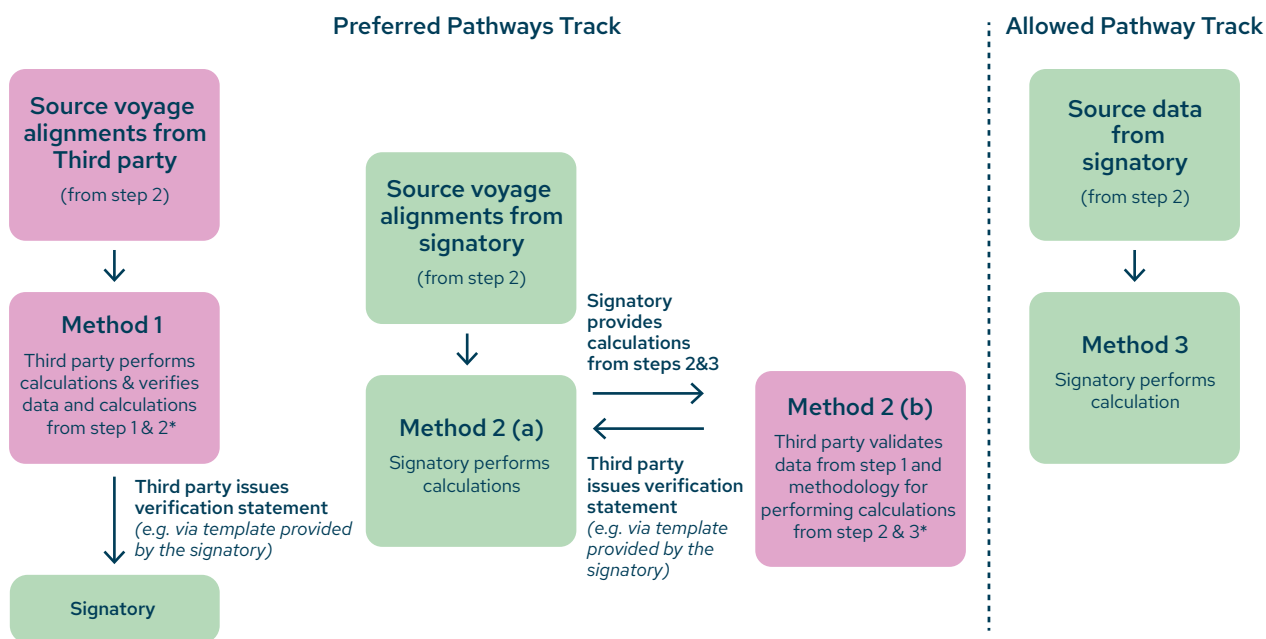 Preferred Pathways Track
Allowed Pathway Track
Source voyage
alignments from
Third party
(from step 2)
Method 1
Third party performs
calculations & verifies
data and calculations
from step 1 & 2*
Third party issues
verification statement
(e.g. via template provided
by the signatory)
Signatory
Source voyage
alignments from
signatory
(from step 2)
Method 2 (a)
Signatory performs
calculations
Signatory
provides
calculations
from steps 2&3
Third party
issues verification
statement
(e.g. via template
provided by the
signatory)
Method 2 (b)
Third party validates
data from step 1 and
methodology for
performing calculations
from step 2 & 3*
Source data
from
signatory
(from step 2)
Method 3
Signatory performs
calculation